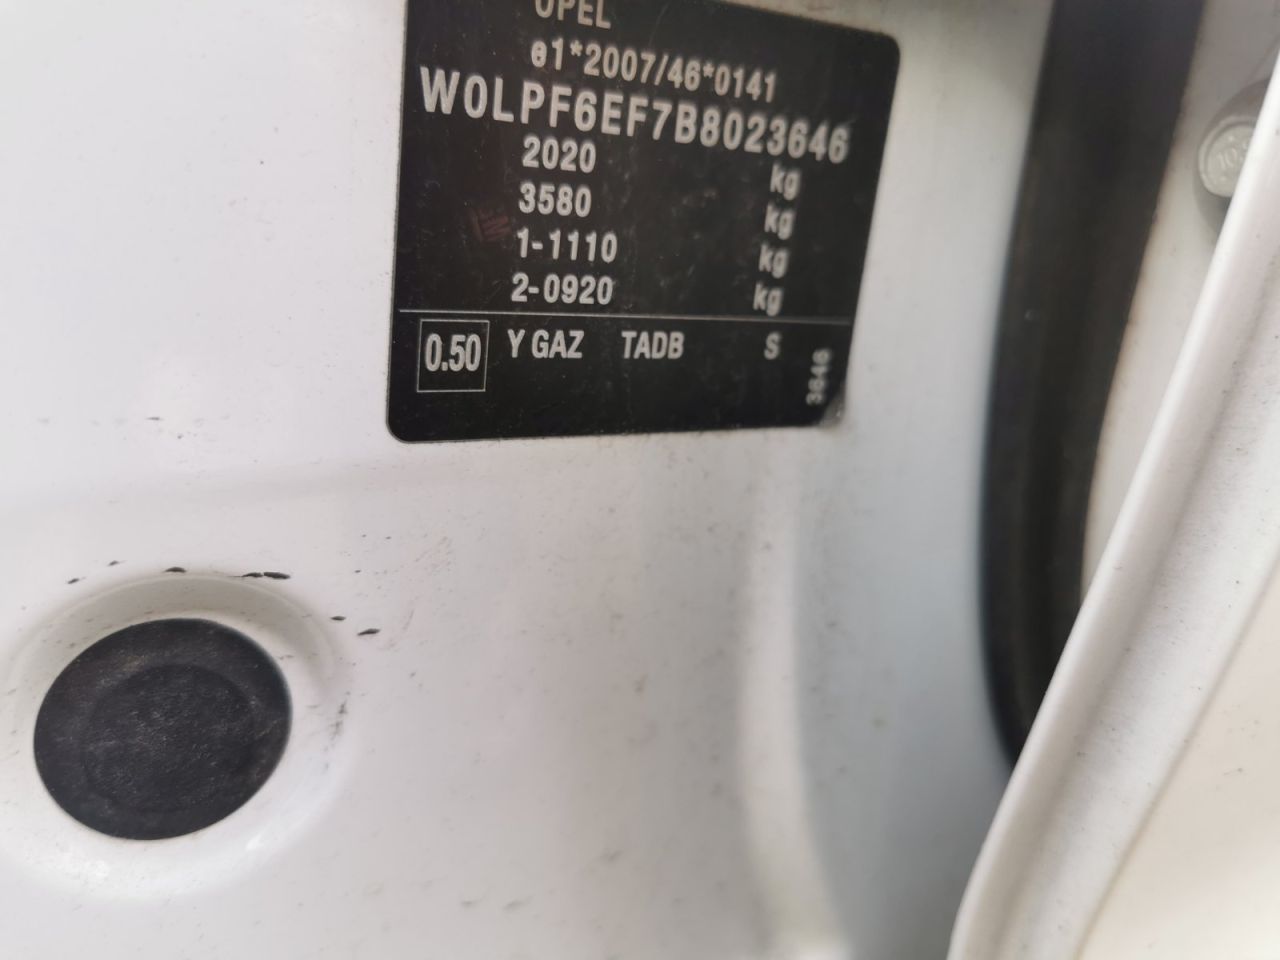 OPEL
e1*2007/46*0141
W0LPF6EF7B8023646
2020 kg
3580 kg
1-1110 kg
2-0920 kg
0.50 Y GAZ TADB S
3646